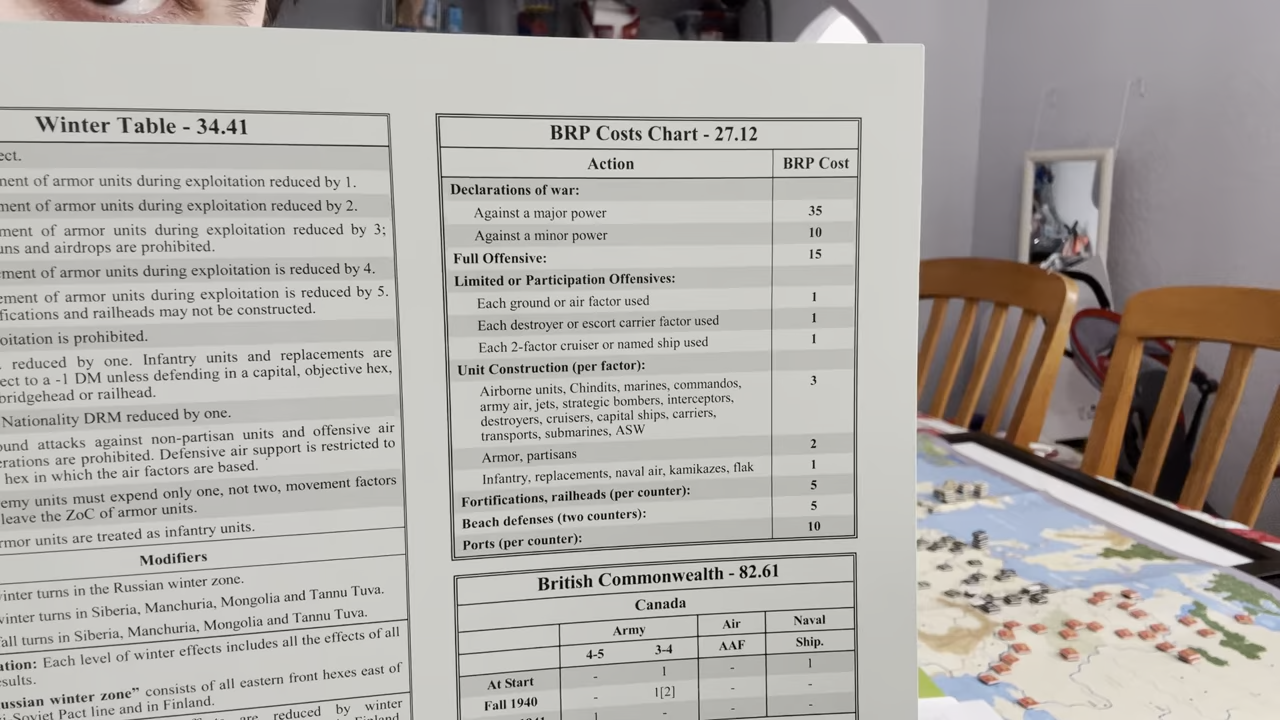 Winter Table - 34.41
ect.
ment of armor units during exploitation reduced by 1.
ment of armor units during exploitation reduced by 2.
ment of armor units during exploitation reduced by 3;
uns and airdrops are prohibited.
ement of armor units during exploitation is reduced by 4.
ement of armor units during exploitation is reduced by 5.
fications and railheads may not be constructed.
oitation is prohibited.
reduced by one. Infantry units and replacements are
ect to a -1 DM unless defending in a capital, objective hex,
bridgehead or railhead.
Nationality DRM reduced by one.
ound attacks against non-partisan units and offensive air
erations are prohibited. Defensive air support is restricted to
hex in which the air factors are based.
emy units must expend only one, not two, movement factors
leave the ZoC of armor units.
rmor units are treated as infantry units.
Modifiers
winter turns in the Russian winter zone.
winter turns in Siberia, Manchuria, Mongolia and Tannu Tuva.
fall turns in Siberia, Manchuria, Mongolia and Tannu Tuva.
ation: Each level of winter effects includes all the effects of all
esults.
ussian winter zone” consists of all eastern front hexes east of
i Soviet Pact line and in Finland.
are reduced by winter
BRP Costs Chart - 27.12
Action BRP Cost
Declarations of war:
Against a major power 35
Against a minor power 10
Full Offensive: 15
Limited or Participation Offensives:
Each ground or air factor used 1
Each destroyer or escort carrier factor used 1
Each 2-factor cruiser or named ship used 1
Unit Construction (per factor):
Airborne units, Chindits, marines, commandos, 3
army air, jets, strategic bombers, interceptors,
destroyers, cruisers, capital ships, carriers,
transports, submarines, ASW
Armor, partisans 2
Infantry, replacements, naval air, kamikazes, flak 1
Fortifications, railheads (per counter): 5
Beach defenses (two counters): 5
Ports (per counter): 10
British Commonwealth - 82.61
Canada
Army Air Naval
4-5 3-4 AAF Ship.
At Start - 1 - 1
Fall 1940 - 1[2] - -
1 - - -